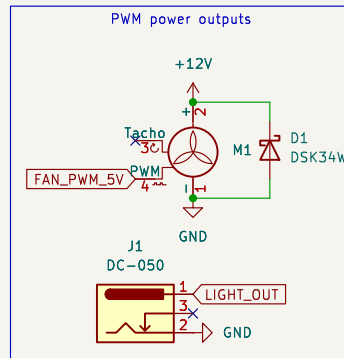 PWM power outputs
+12V
+
2
Tacho
3
M1
D1
DSK34W
PWM
FAN_PWM_5V
4
-
1
GND
J1
DC-050
1
LIGHT_OUT
3
2
GND